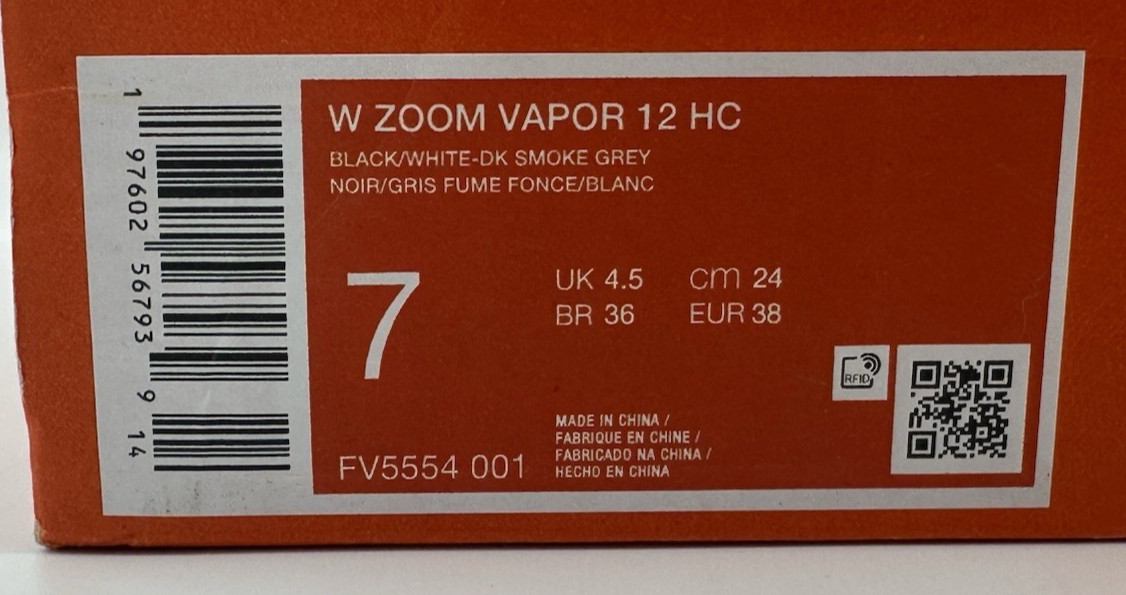 1 97602 56793 9 14
W ZOOM VAPOR 12 HC
BLACK/WHITE-DK SMOKE GREY
NOIR/GRIS FUME FONCE/BLANC
7
UK 4.5 cm 24
BR 36 EUR 38
RFID
MADE IN CHINA /
FABRIQUE EN CHINE /
FABRICADO NA CHINA /
HECHO EN CHINA
FV5554 001